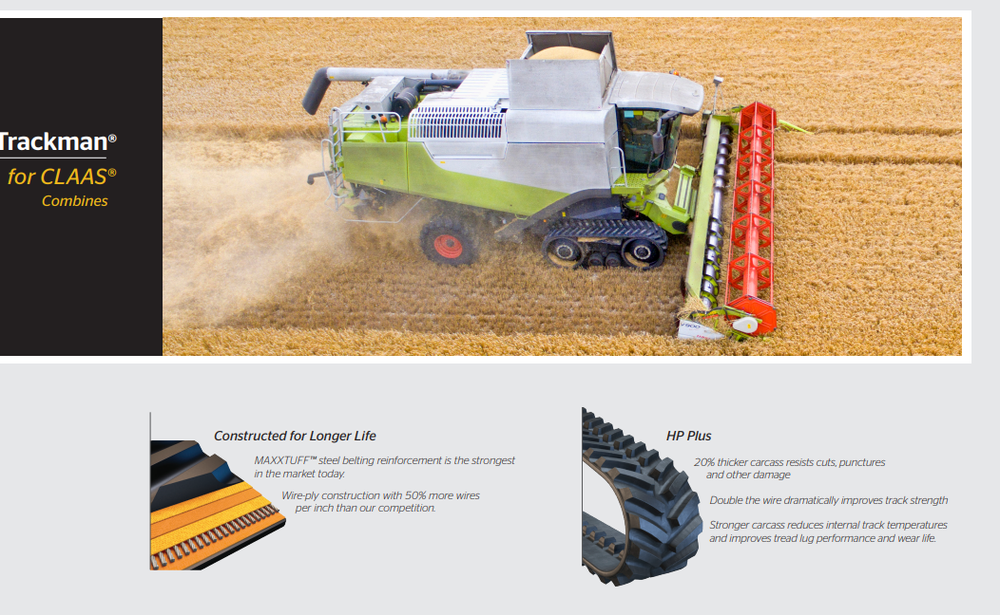 Trackman®
for CLAAS®
Combines
Constructed for Longer Life
MAXXTUFF™ steel belting reinforcement is the strongest
in the market today.
Wire-ply construction with 50% more wires
per inch than our competition.
HP Plus
20% thicker carcass resists cuts, punctures
and other damage
Double the wire dramatically improves track strength
Stronger carcass reduces internal track temperatures
and improves tread lug performance and wear life.